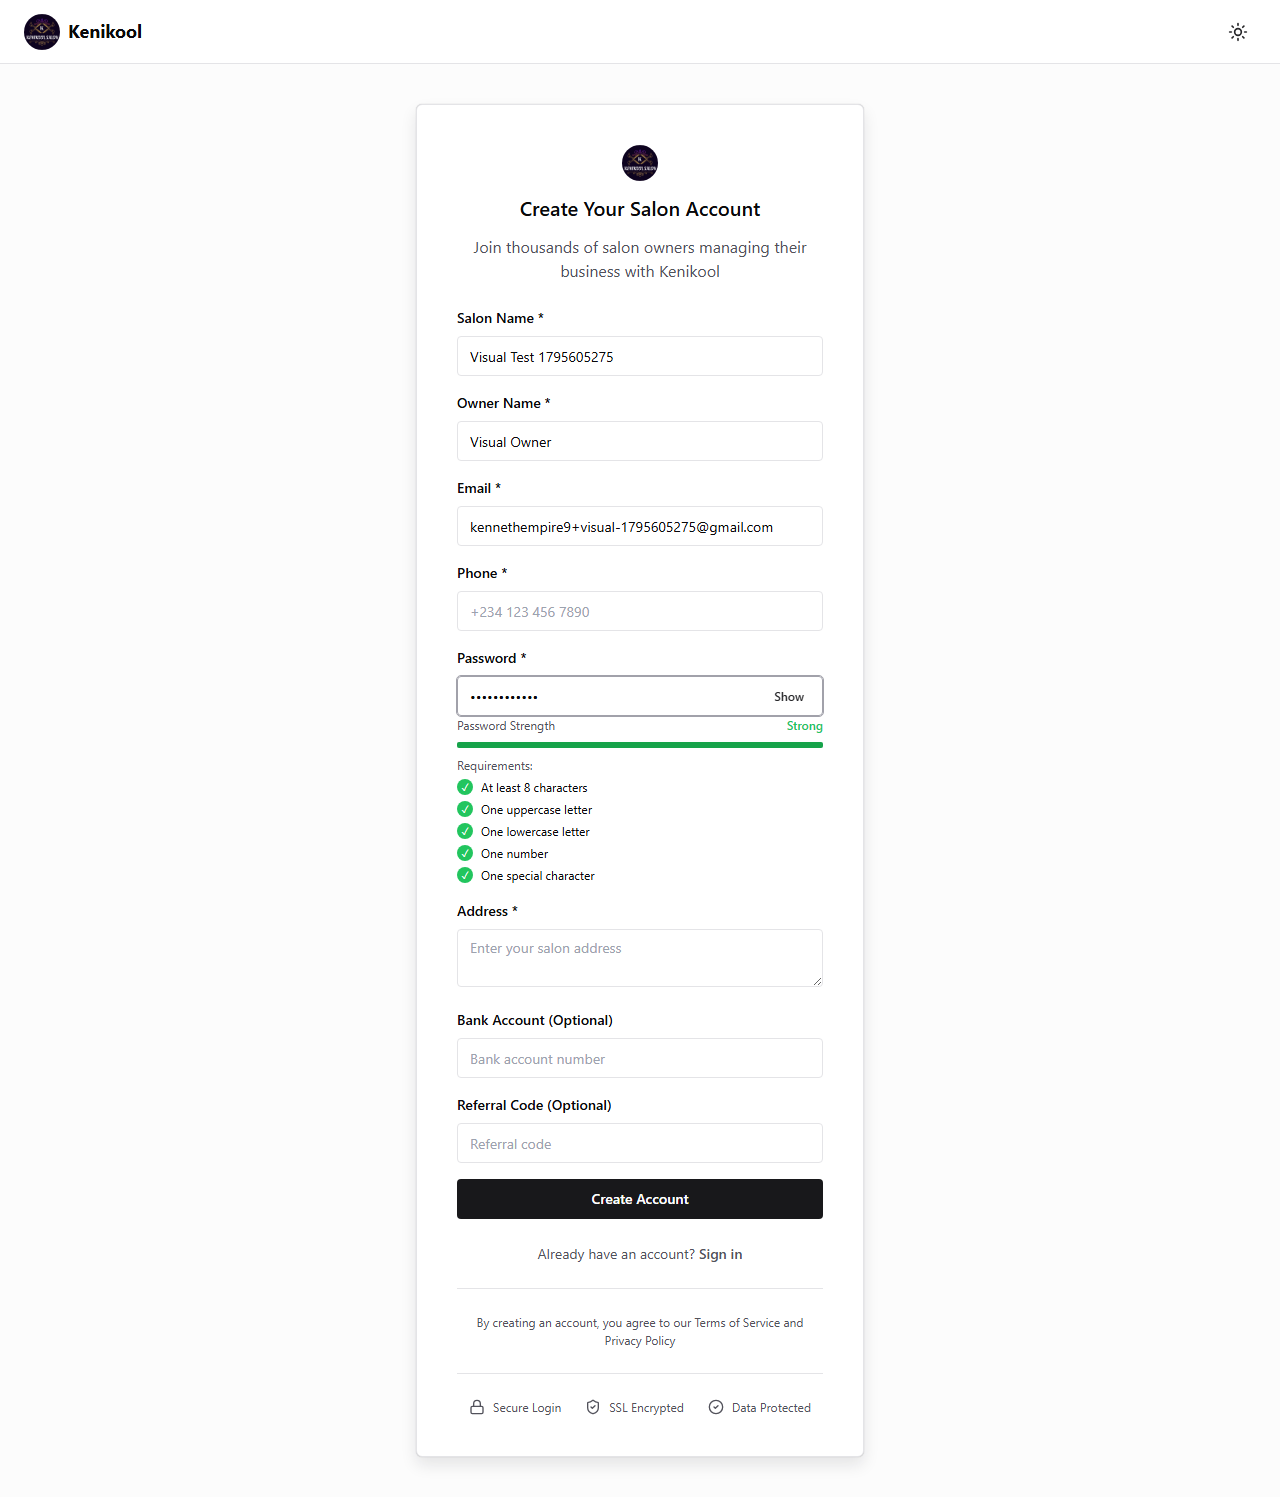 Kenikool
Create Your Salon Account
Join thousands of salon owners managing their
business with Kenikool
Salon Name *
Visual Test 1795605275
Owner Name *
Visual Owner
Email *
kennethempire9+visual-1795605275@gmail.com
Phone *
+234 123 456 7890
Password *
••••••••••••
Show
Password Strength
Strong
Requirements:
✓ At least 8 characters
✓ One uppercase letter
✓ One lowercase letter
✓ One number
✓ One special character
Address *
Enter your salon address
Bank Account (Optional)
Bank account number
Referral Code (Optional)
Referral code
Create Account
Already have an account? Sign in
By creating an account, you agree to our Terms of Service and
Privacy Policy
Secure Login
SSL Encrypted
Data Protected